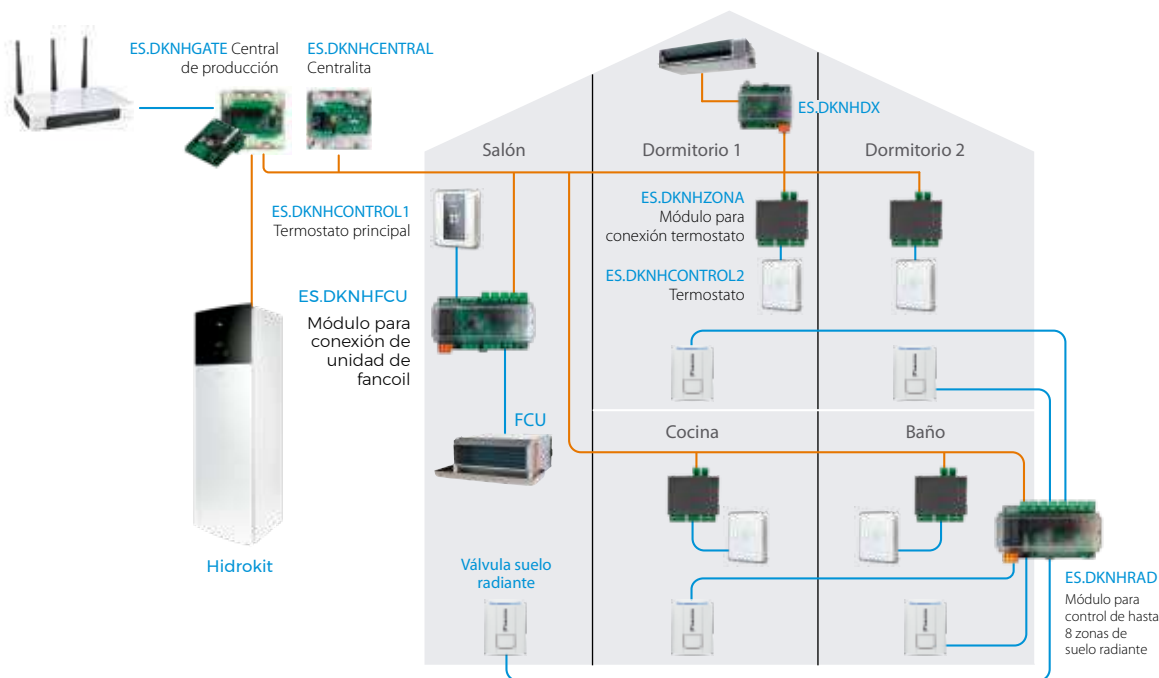 ES.DKNHGATE Central
de producción
ES.DKNHCENTRAL
Centralita
ES.DKNHDX
Salón
Dormitorio 1
Dormitorio 2
ES.DKNHCONTROL1
Termostato principal
ES.DKNHZONA
Módulo para
conexión termostato
ES.DKNHCONTROL2
Termostato
ES.DKNHFCU
Módulo para
conexión de
unidad de
fancoil
FCU
Cocina
Baño
Hidrokit
Válvula suelo
radiante
ES.DKNHRAD
Módulo para
control de hasta
8 zonas de
suelo radiante